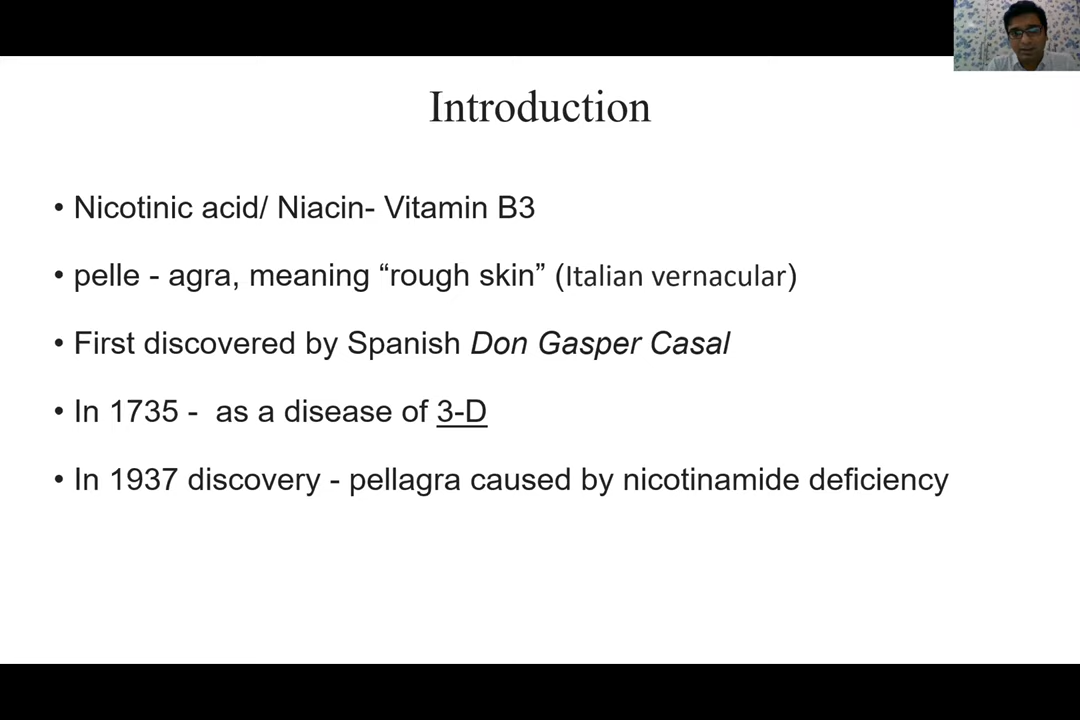 Introduction
• Nicotinic acid/ Niacin- Vitamin B3
• pelle - agra, meaning “rough skin” (Italian vernacular)
• First discovered by Spanish Don Gasper Casal
• In 1735 -  as a disease of 3-D
• In 1937 discovery - pellagra caused by nicotinamide deficiency